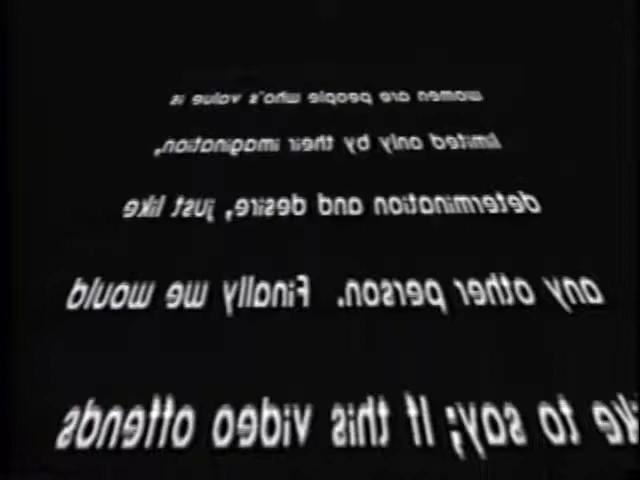 women are people who's value is
limited only by their imagination,
determination and desire, just like
any other person. Finally we would
ke to say; If this video offends